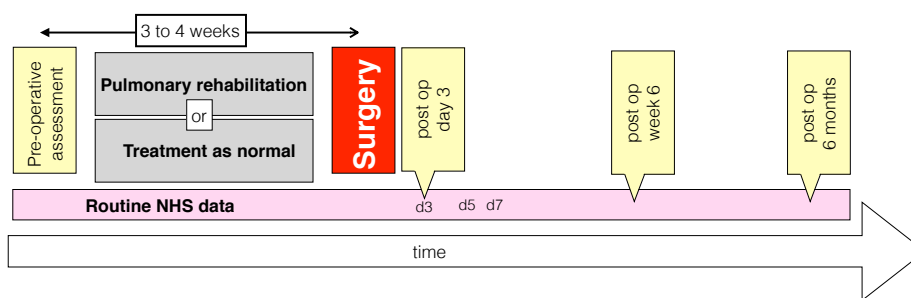 3 to 4 weeks
Pre-operative
assessment
Pulmonary rehabilitation
or
Treatment as normal
Surgery
post op
day 3
post op
week 6
post op
6 months
Routine NHS data
d3
d5
d7
time